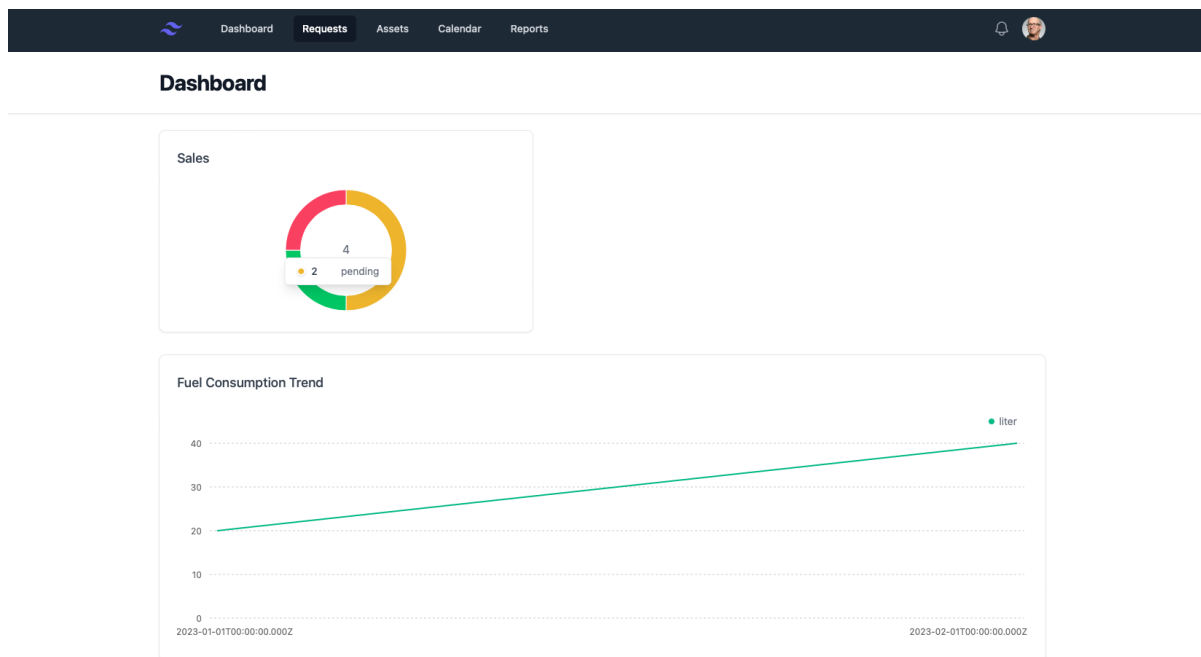 Dashboard Requests Assets Calendar Reports
Dashboard
Sales
4
2 pending
Fuel Consumption Trend
liter
40
30
20
10
0
2023-01-01T00:00:00.000Z 2023-02-01T00:00:00.000Z